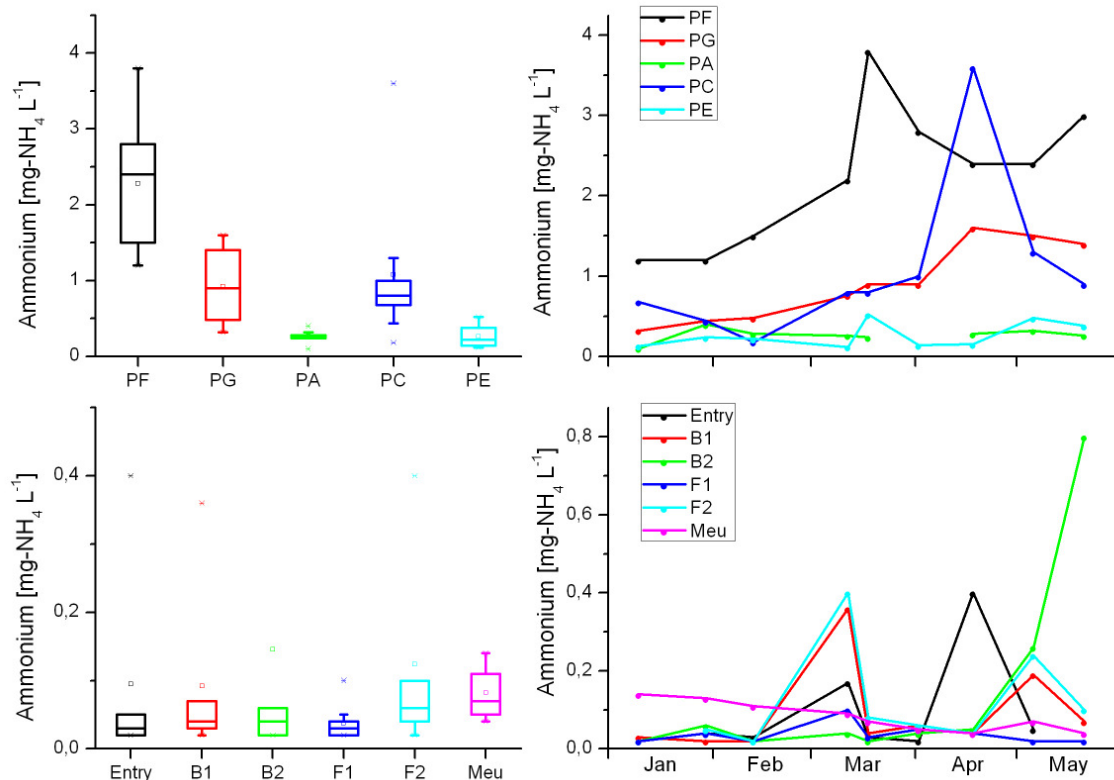 Ammonium [mg-NH₄ L⁻¹]
4
3
2
1
0
PF PG PA PC PE
Ammonium [mg-NH₄ L⁻¹]
4
3
2
1
0
PF
PG
PA
PC
PE
Ammonium [mg-NH₄ L⁻¹]
0,4
0,2
0,0
Entry B1 B2 F1 F2 Meu
Ammonium [mg-NH₄ L⁻¹]
0,8
0,6
0,4
0,2
0,0
Entry
B1
B2
F1
F2
Meu
Jan Feb Mar Apr May